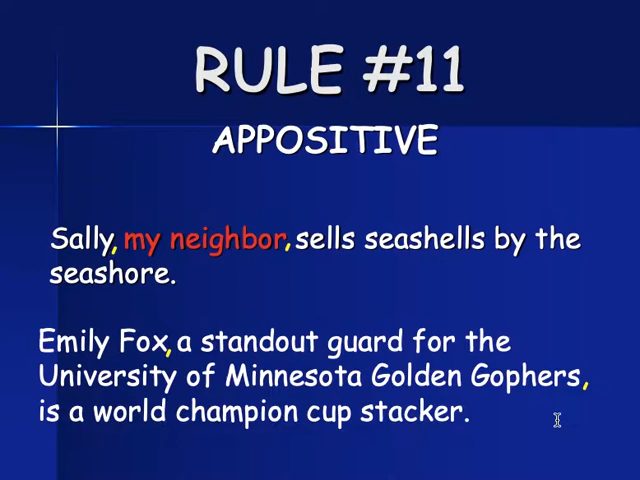 RULE #11
APPOSITIVE
Sally, my neighbor, sells seashells by the
seashore.
Emily Fox, a standout guard for the
University of Minnesota Golden Gophers,
is a world champion cup stacker.